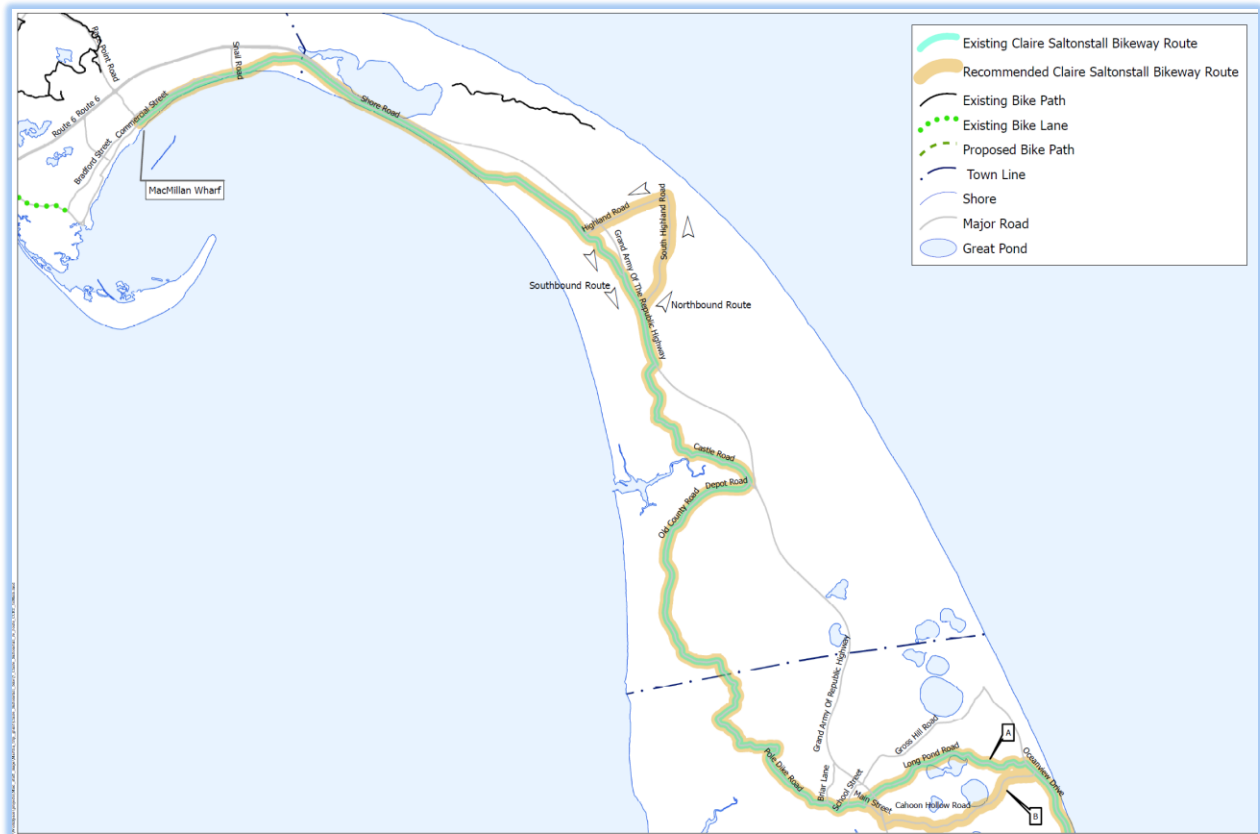 Existing Claire Saltonstall Bikeway Route
Recommended Claire Saltonstall Bikeway Route
Existing Bike Path
Existing Bike Lane
Proposed Bike Path
Town Line
Shore
Major Road
Great Pond
Point Road
Snail Road
Route 6 Route 6
Commercial Street
Bradford Street
Shore Road
MacMillan Wharf
Highland Road
South Highland Road
Grand Army Of The Republic Highway
Southbound Route
Northbound Route
Castle Road
Depot Road
Old County Road
Grand Army Of Republic Highway
Gross Hill Road
A
Long Pond Road
Oceanview Drive
Pole Dike Road
Briar Lane
School Street
Main Street
Cahoon Hollow Road
B